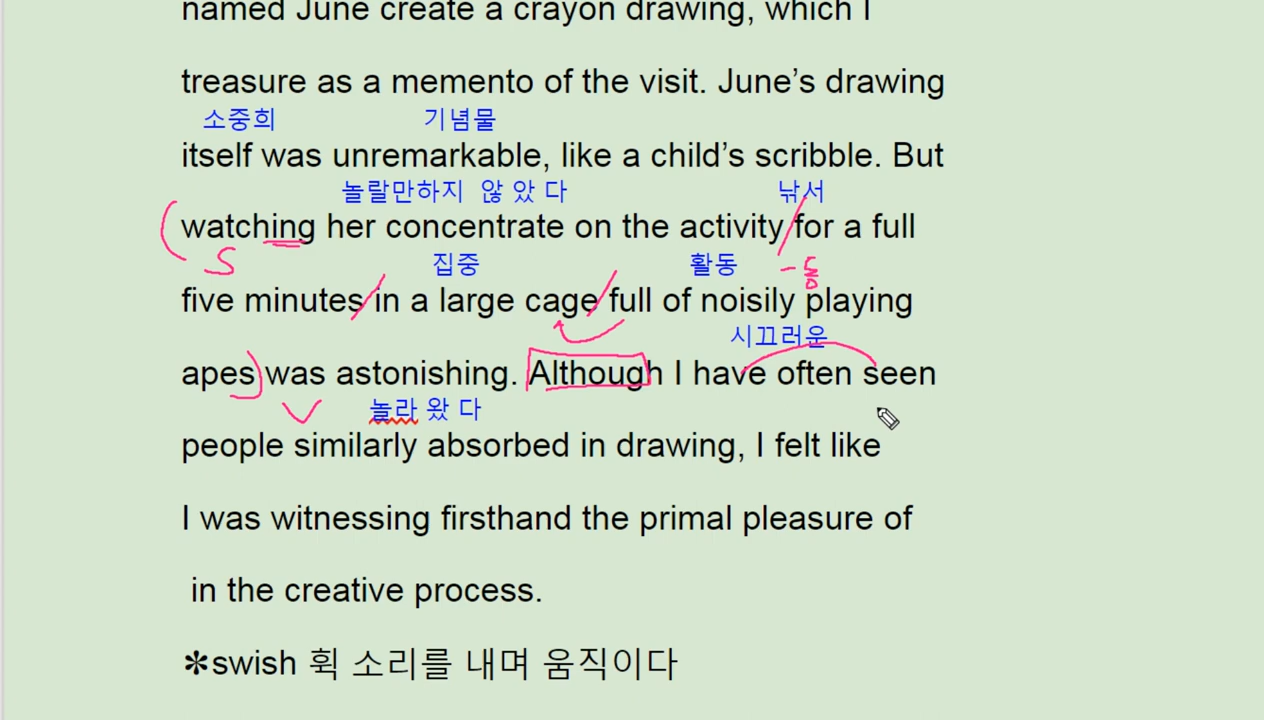 named June create a crayon drawing, which I
treasure as a memento of the visit. June’s drawing
소중희 기념물
itself was unremarkable, like a child’s scribble. But
놀랄만하지 않 았 다 낚서
watching her concentrate on the activity for a full
S 집중 활동 -동
five minutes in a large cage full of noisily playing
시끄러운
apes was astonishing. Although I have often seen
V 놀라 왔 다
people similarly absorbed in drawing, I felt like
I was witnessing firsthand the primal pleasure of
in the creative process.
✻swish 휙 소리를 내며 움직이다